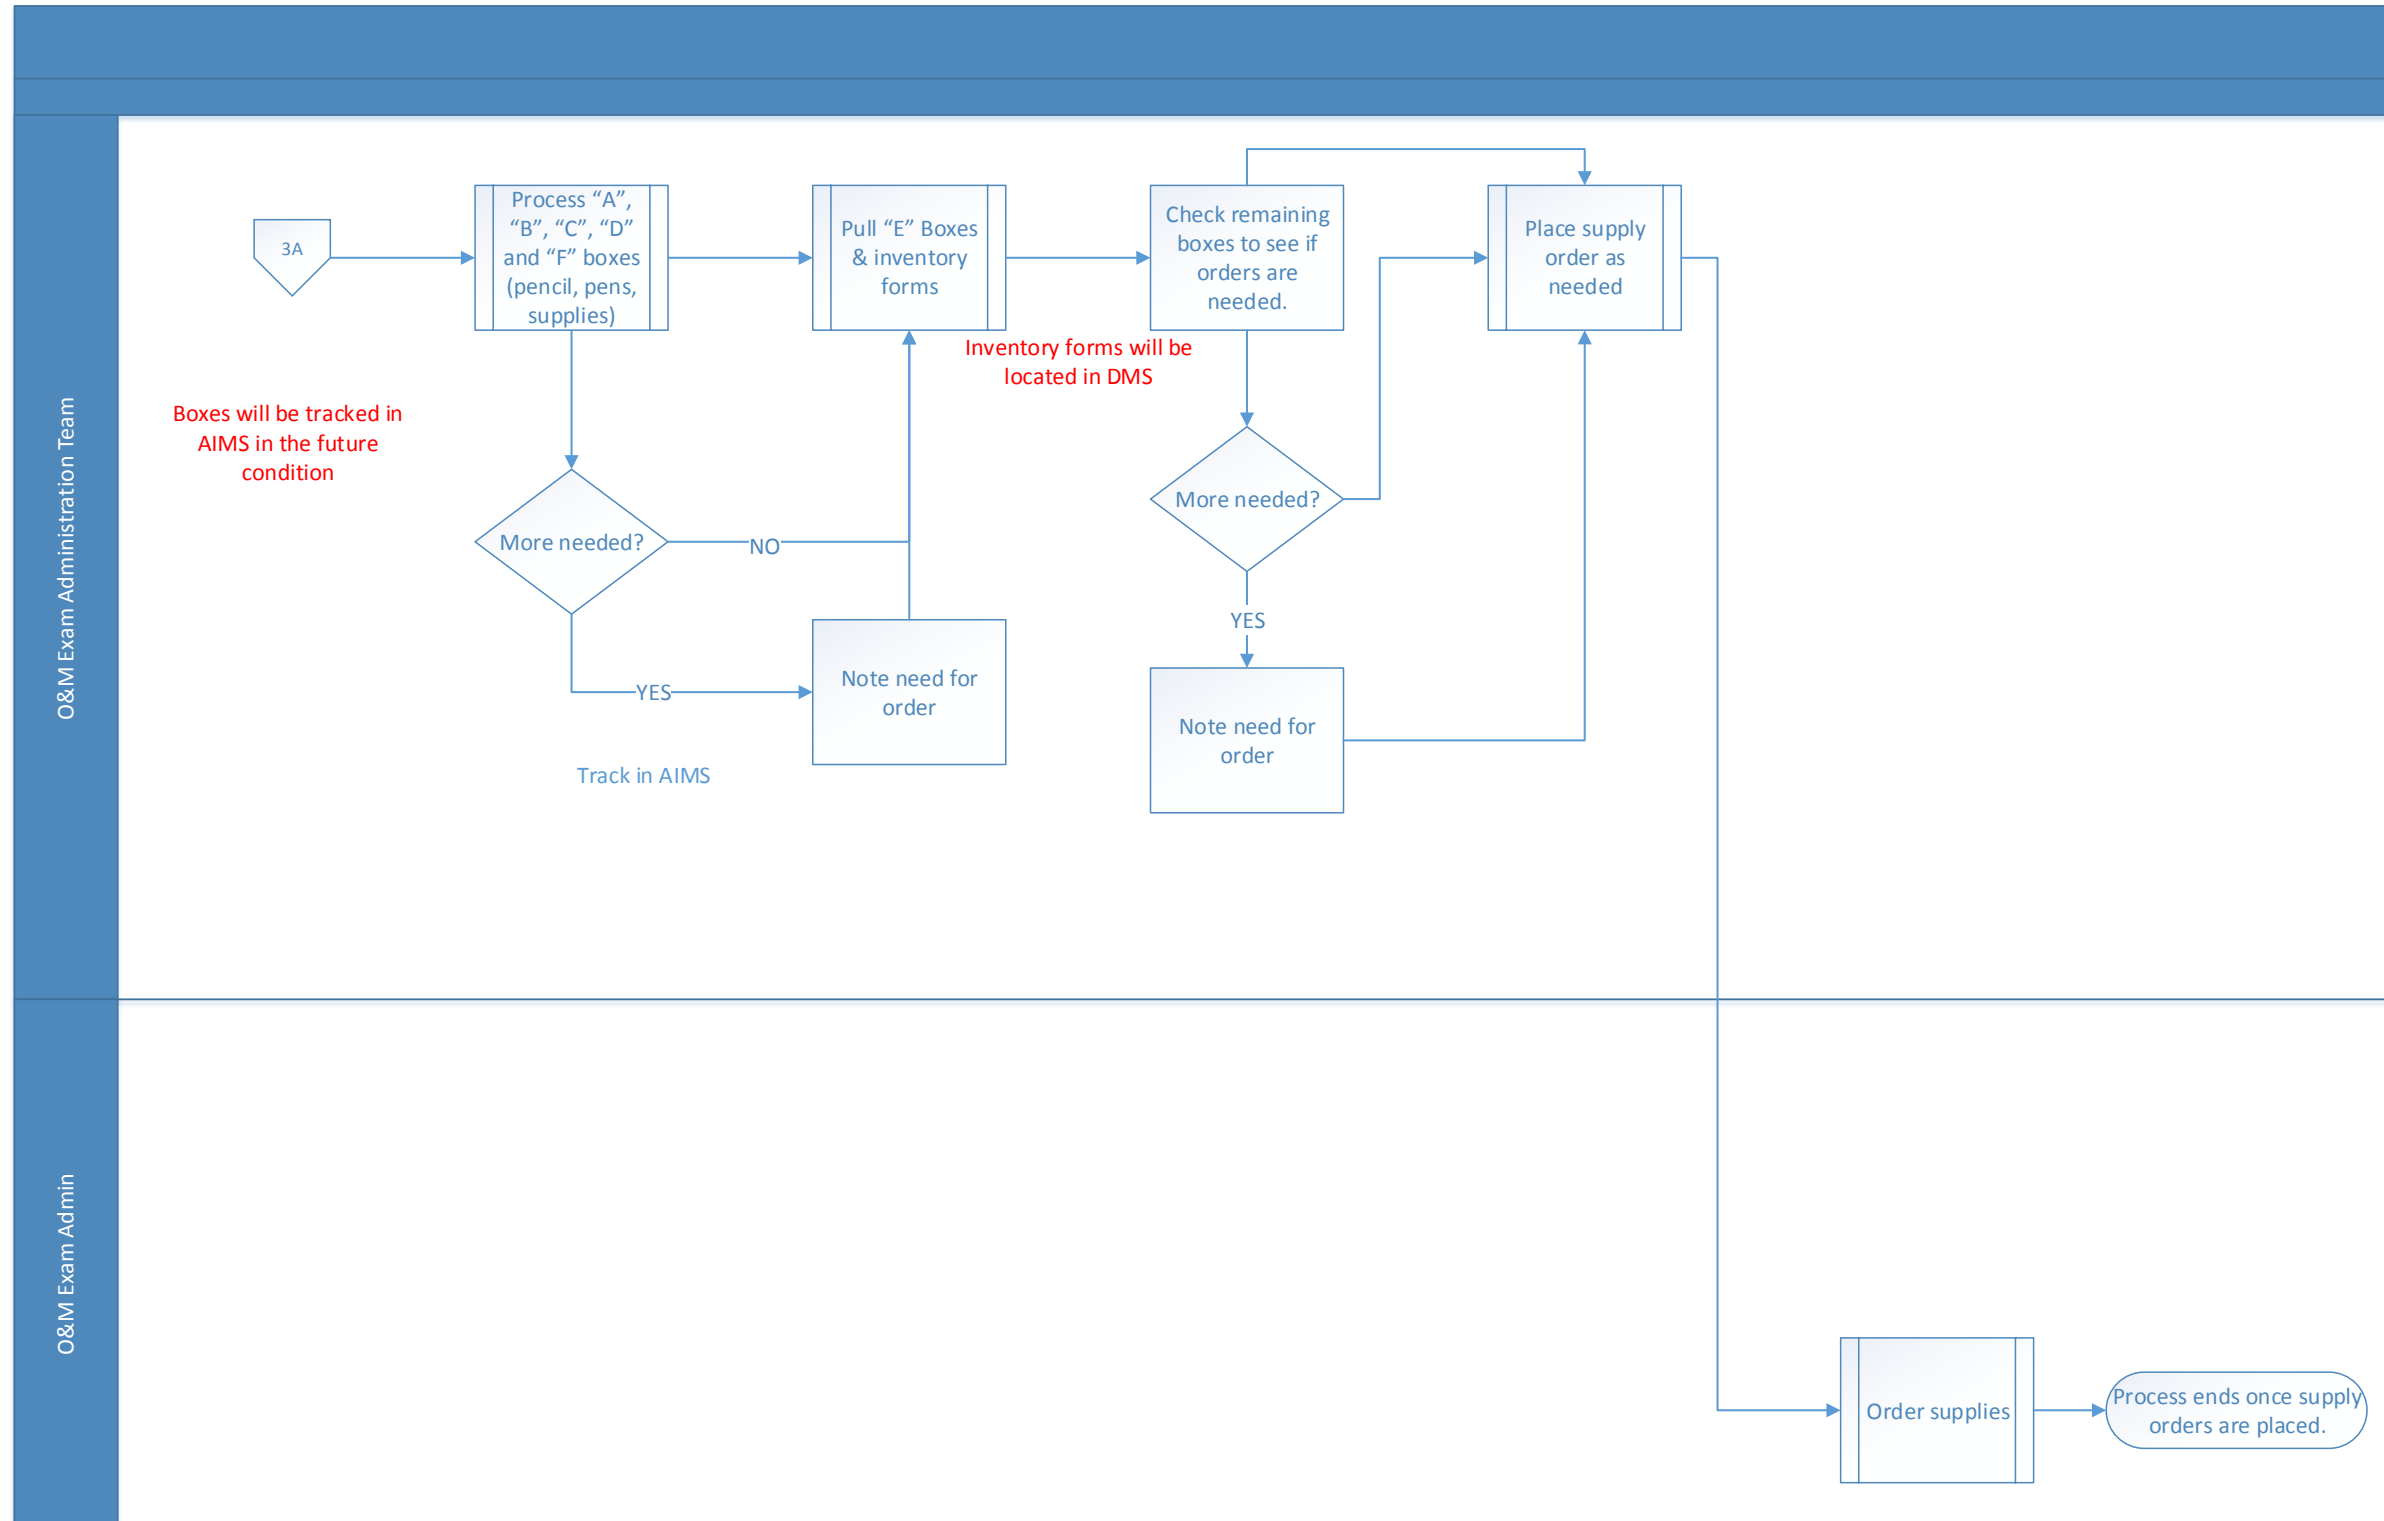 O&M Exam Administration Team
3A
Process “A”,
“B”, “C”, “D”
and “F” boxes
(pencil, pens,
supplies)
Pull “E” Boxes
& inventory
forms
Check remaining
boxes to see if
orders are
needed.
Place supply
order as
needed
Inventory forms will be
located in DMS
Boxes will be tracked in
AIMS in the future
condition
More needed?
NO
More needed?
YES
YES
Note need for
order
Note need for
order
Track in AIMS
O&M Exam Admin
Order supplies
Process ends once supply
orders are placed.